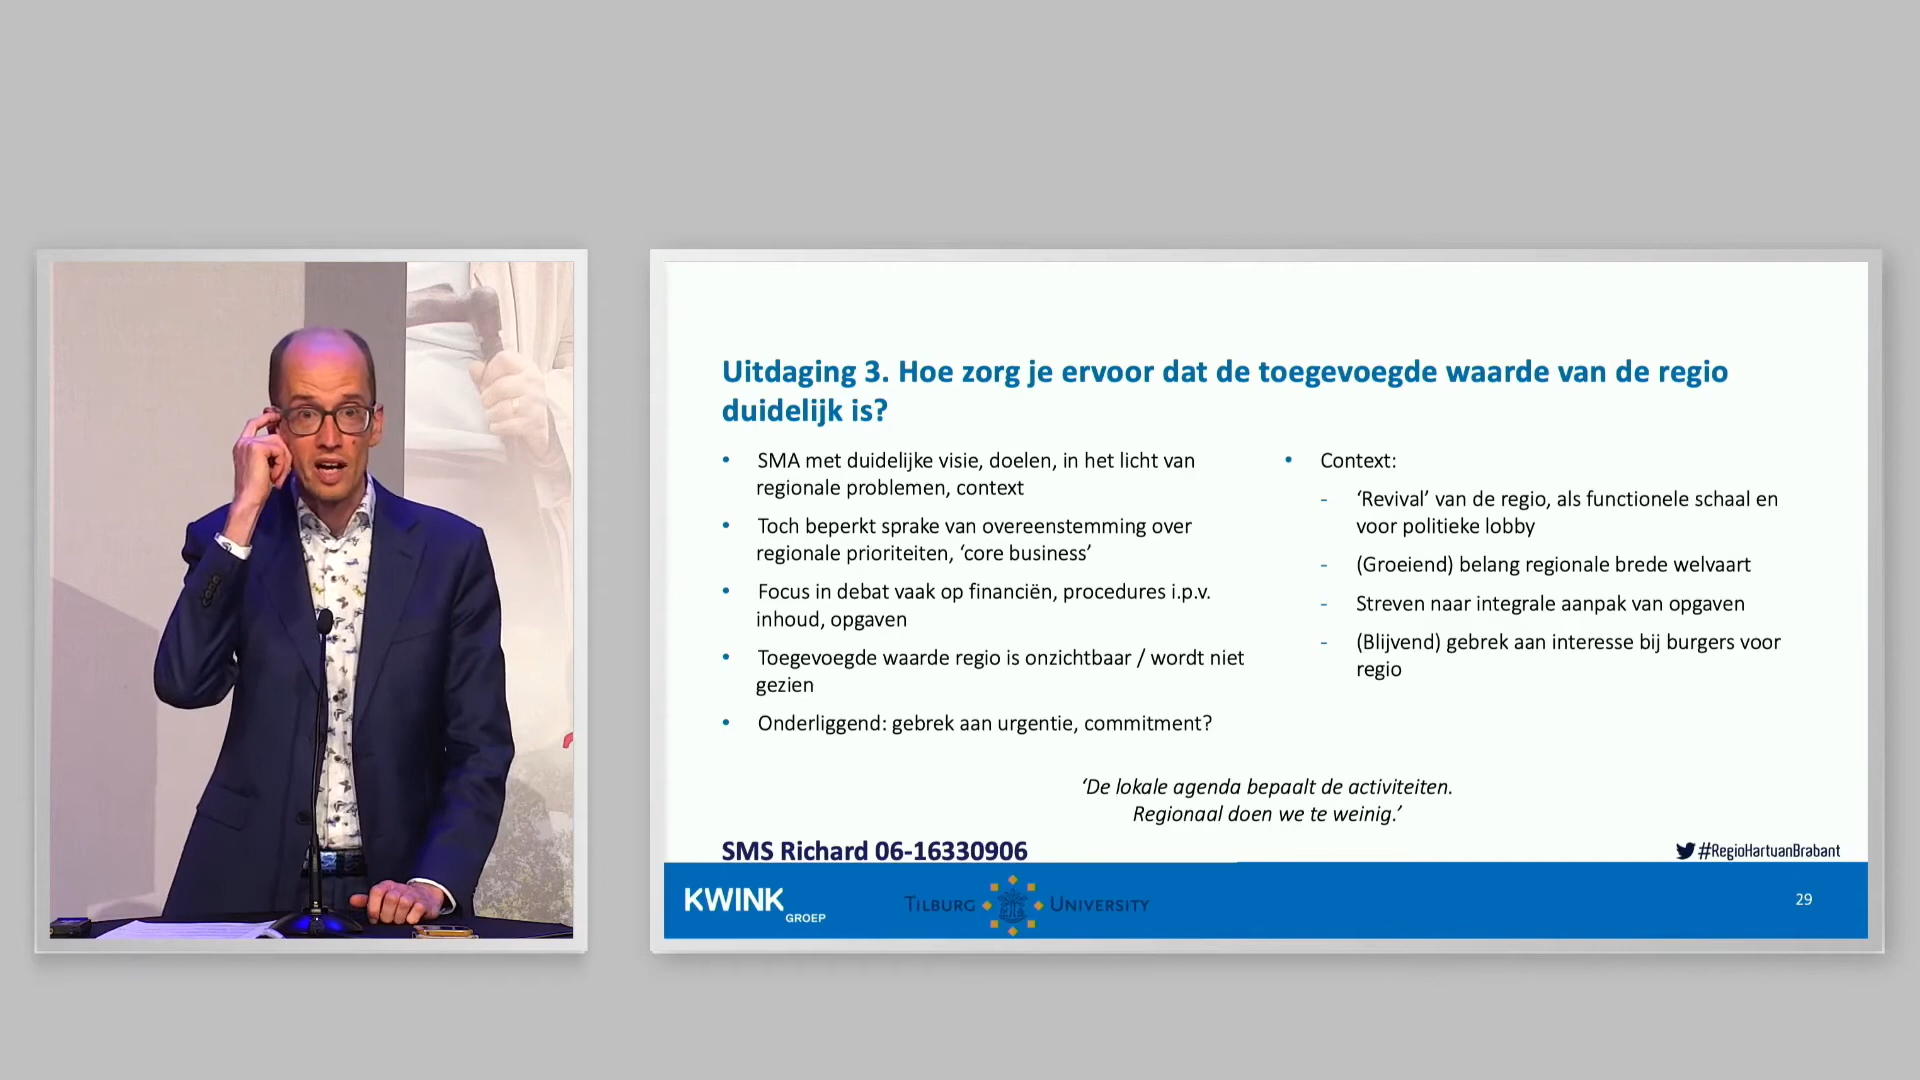 Uitdaging 3. Hoe zorg je ervoor dat de toegevoegde waarde van de regio
duidelijk is?
• SMA met duidelijke visie, doelen, in het licht van
regionale problemen, context
• Toch beperkt sprake van overeenstemming over
regionale prioriteiten, ‘core business’
• Focus in debat vaak op financiën, procedures i.p.v.
inhoud, opgaven
• Toegevoegde waarde regio is onzichtbaar / wordt niet
gezien
• Onderliggend: gebrek aan urgentie, commitment?
• Context:
- ‘Revival’ van de regio, als functionele schaal en
voor politieke lobby
- (Groeiend) belang regionale brede welvaart
- Streven naar integrale aanpak van opgaven
- (Blijvend) gebrek aan interesse bij burgers voor
regio
‘De lokale agenda bepaalt de activiteiten.
Regionaal doen we te weinig.’
SMS Richard 06-16330906
#RegioHartvanBrabant
KWINK
GROEP
TILBURG UNIVERSITY
29